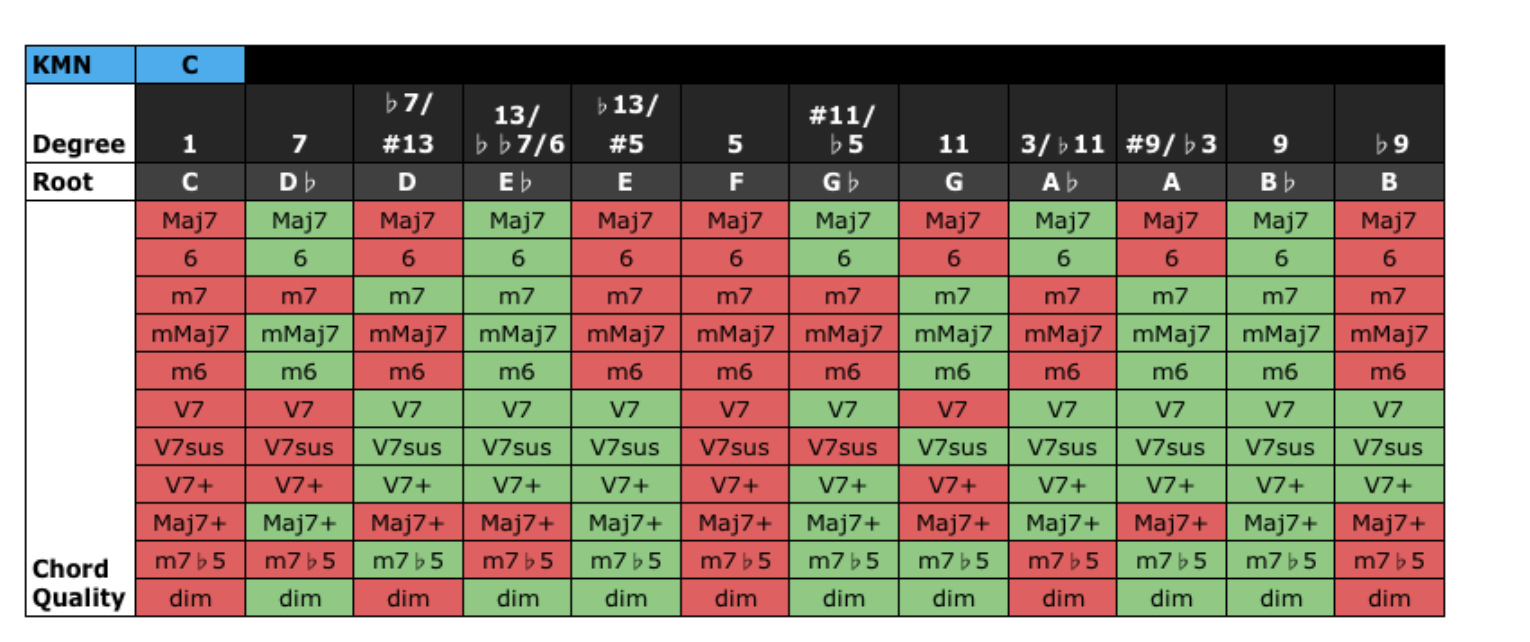 KMN C
♭7/ 13/ ♭13/ #11/
Degree 1 7 #13 ♭♭7/6 #5 5 ♭5 11 3/♭11 #9/♭3 9 ♭9
Root C D♭ D E♭ E F G♭ G A♭ A B♭ B
Maj7 Maj7 Maj7 Maj7 Maj7 Maj7 Maj7 Maj7 Maj7 Maj7 Maj7 Maj7
6 6 6 6 6 6 6 6 6 6 6 6
m7 m7 m7 m7 m7 m7 m7 m7 m7 m7 m7 m7
mMaj7 mMaj7 mMaj7 mMaj7 mMaj7 mMaj7 mMaj7 mMaj7 mMaj7 mMaj7 mMaj7 mMaj7
m6 m6 m6 m6 m6 m6 m6 m6 m6 m6 m6 m6
V7 V7 V7 V7 V7 V7 V7 V7 V7 V7 V7 V7
V7sus V7sus V7sus V7sus V7sus V7sus V7sus V7sus V7sus V7sus V7sus V7sus
V7+ V7+ V7+ V7+ V7+ V7+ V7+ V7+ V7+ V7+ V7+ V7+
Maj7+ Maj7+ Maj7+ Maj7+ Maj7+ Maj7+ Maj7+ Maj7+ Maj7+ Maj7+ Maj7+ Maj7+
Chord m7♭5 m7♭5 m7♭5 m7♭5 m7♭5 m7♭5 m7♭5 m7♭5 m7♭5 m7♭5 m7♭5 m7♭5
Quality dim dim dim dim dim dim dim dim dim dim dim dim